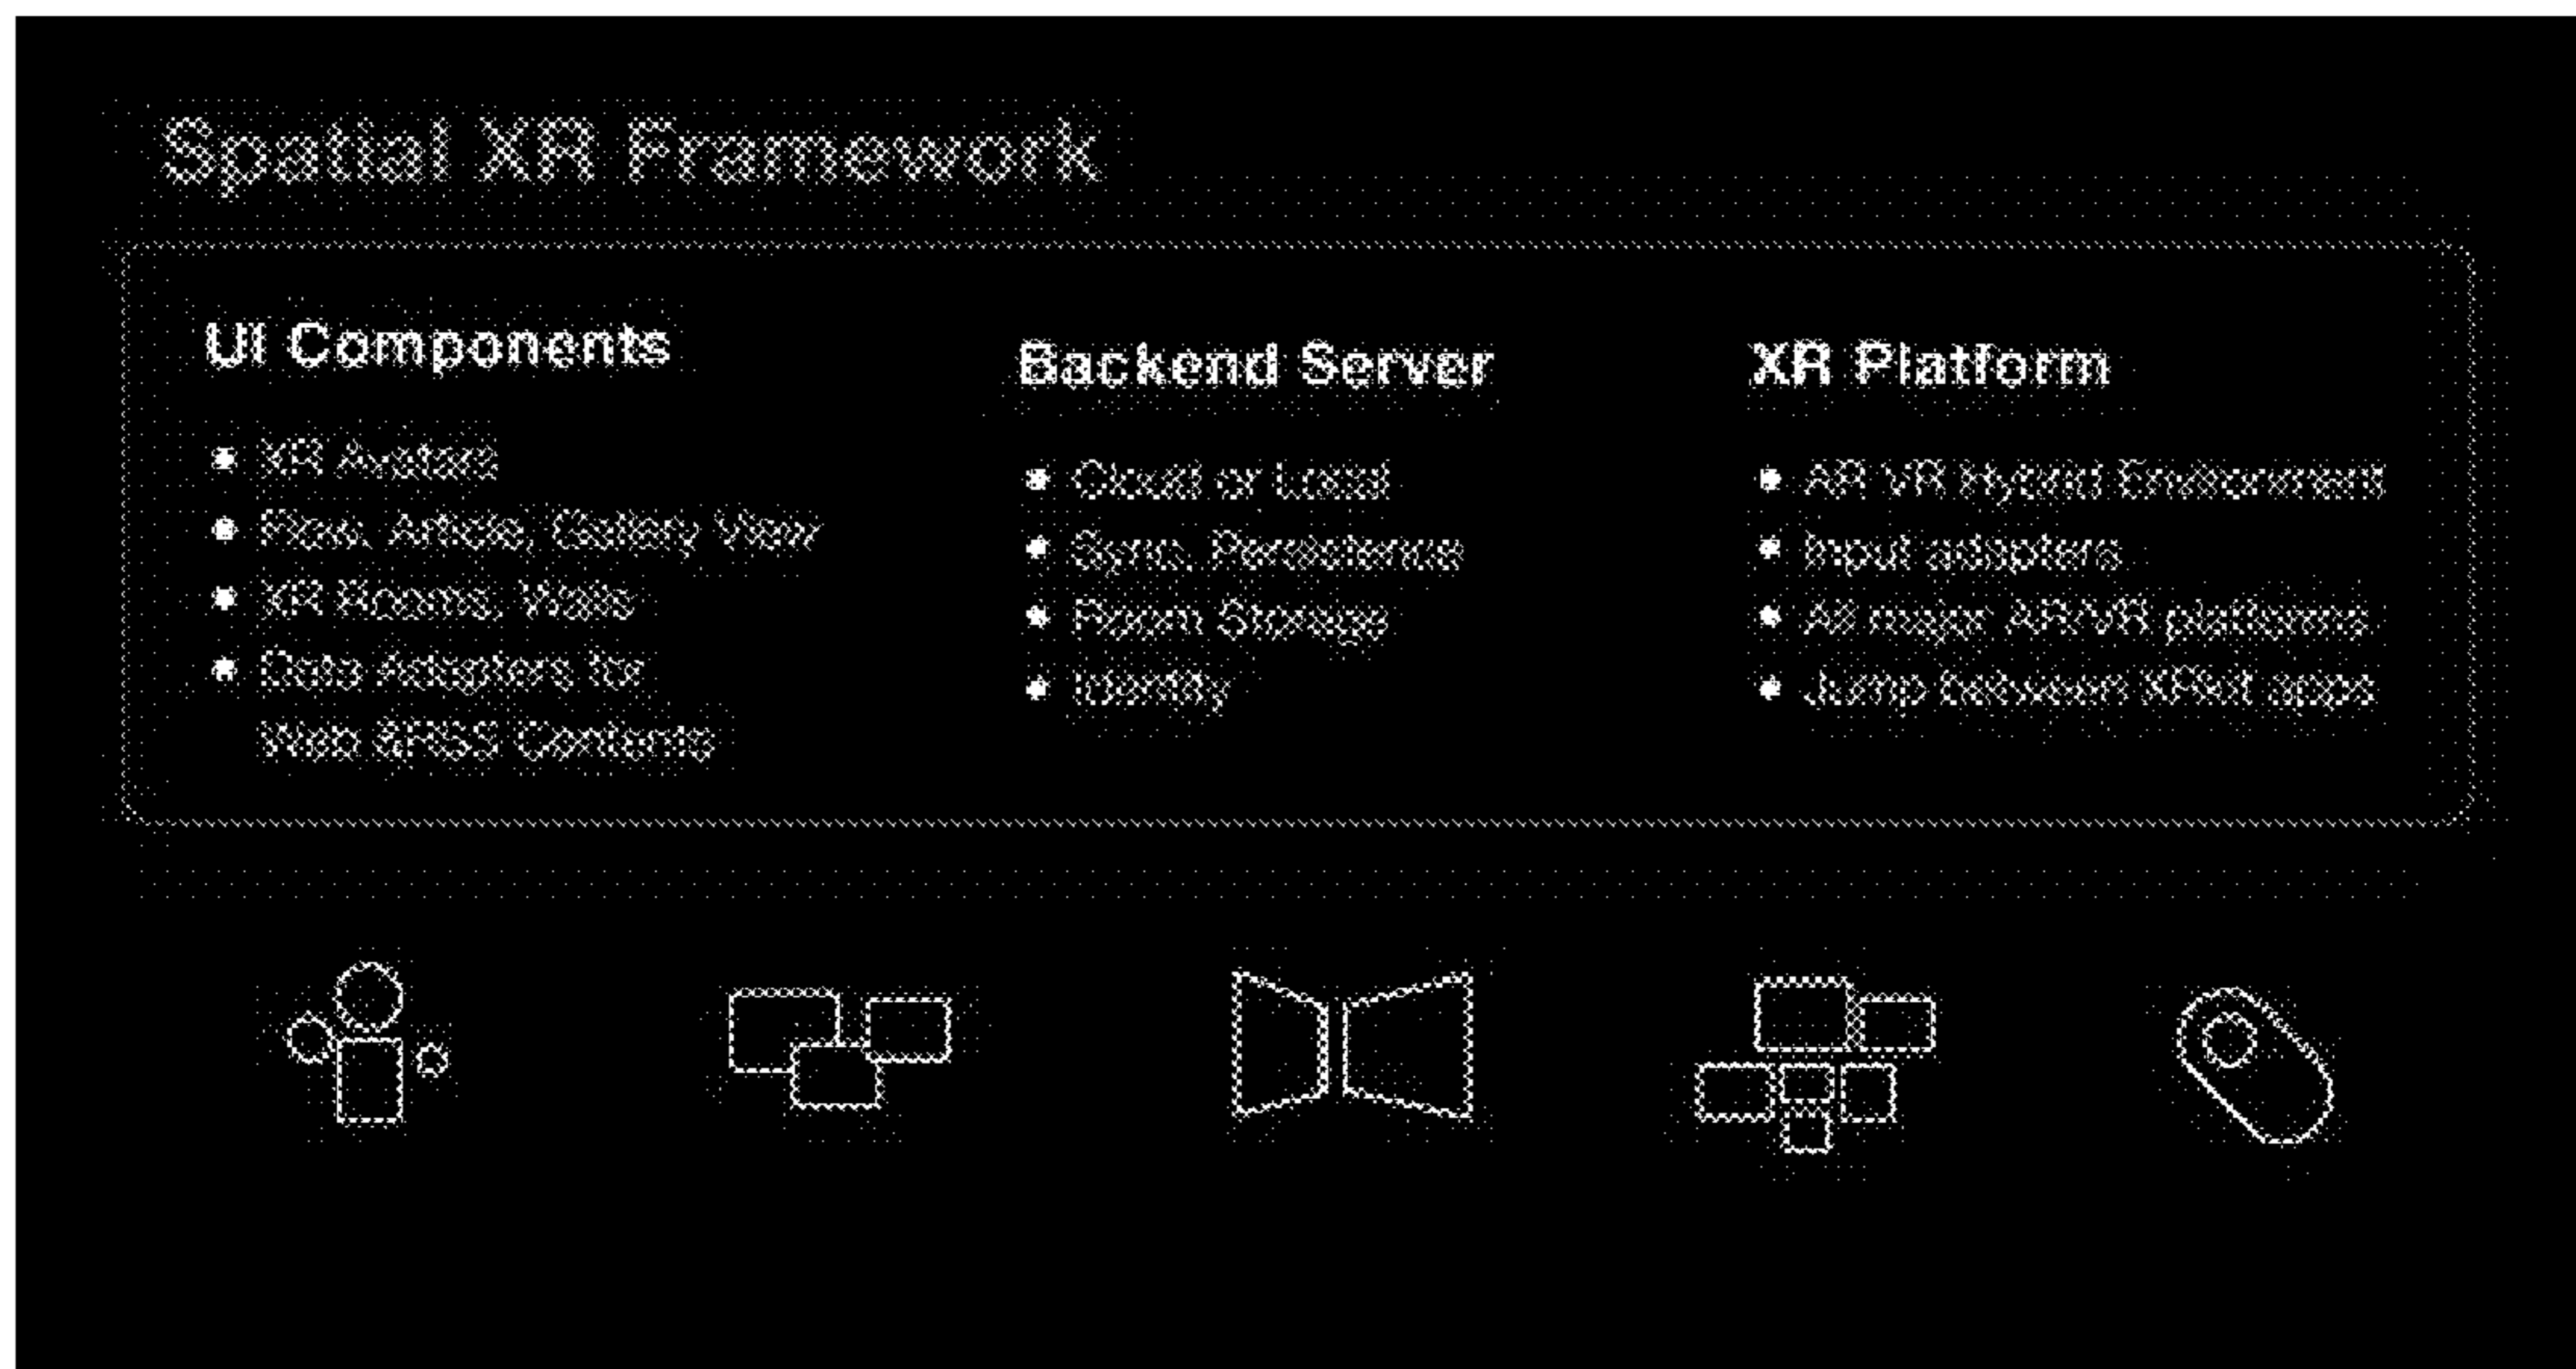 Spatial XR Framework
UI Components
• XR Avatars
• Flow, Article, Gallery View
• XR Rooms, Walls
• Data Adapters for
Web &RSS Contents
Backend Server
• Cloud or Local
• Sync, Persistence
• Room Storage
• Identity
XR Platform
• AR VR Hybrid Environment
• Input adapters
• All major AR/VR platforms
• Jump between XRkit apps